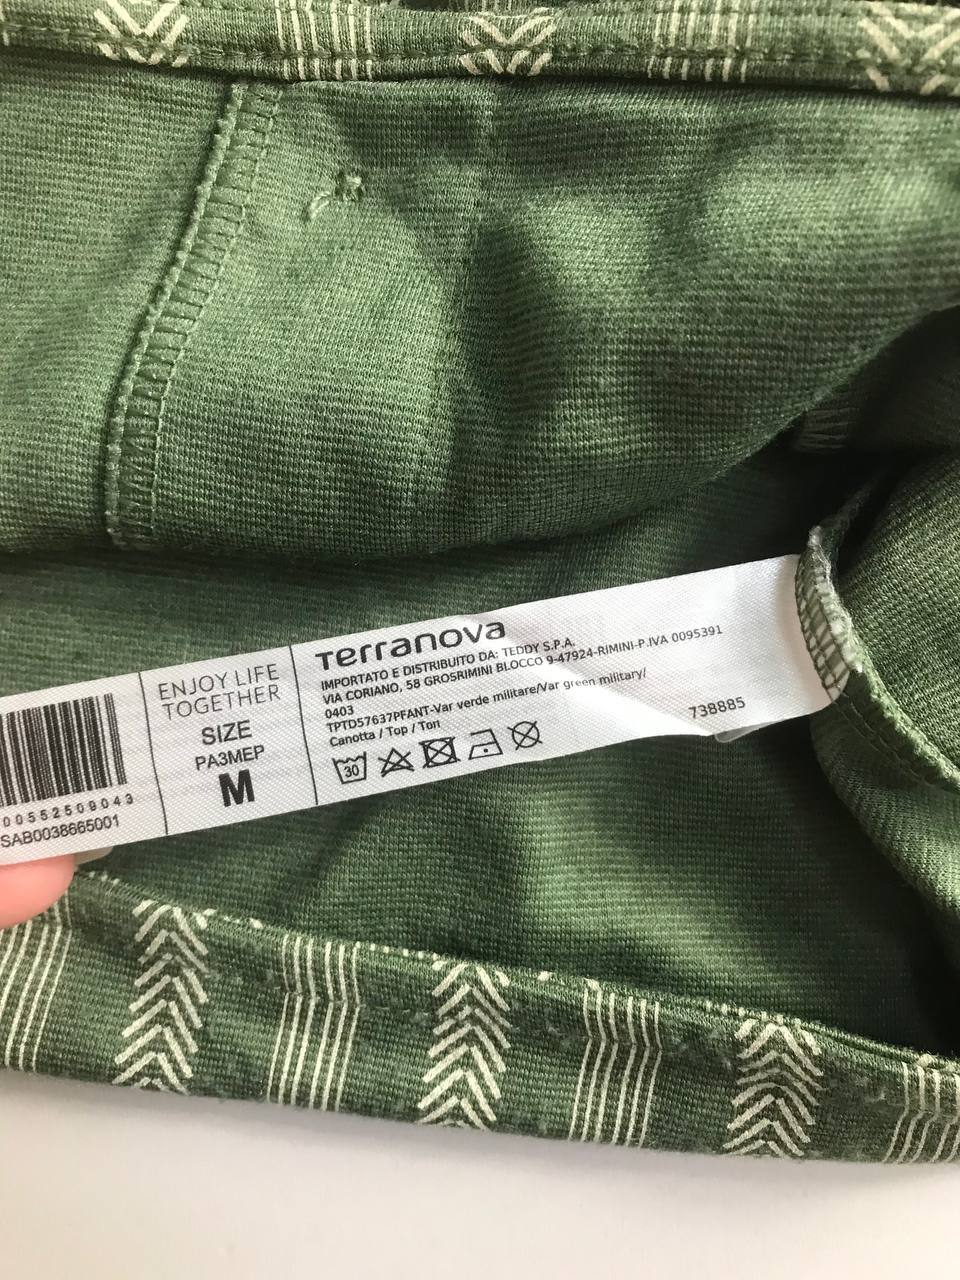 00552509043
SAB0038665001
ENJOY LIFE
TOGETHER
SIZE
PA3MEP
M
Terranova
IMPORTATO E DISTRIBUITO DA: TEDDY S.P.A.
VIA CORIANO, 58 GROSRIMINI BLOCCO 9-47924-RIMINI-P.IVA 0095391
0403
TPTD57637PFANT-Var verde militare/Var green military/
Canotta / Top / Топ
738885
30